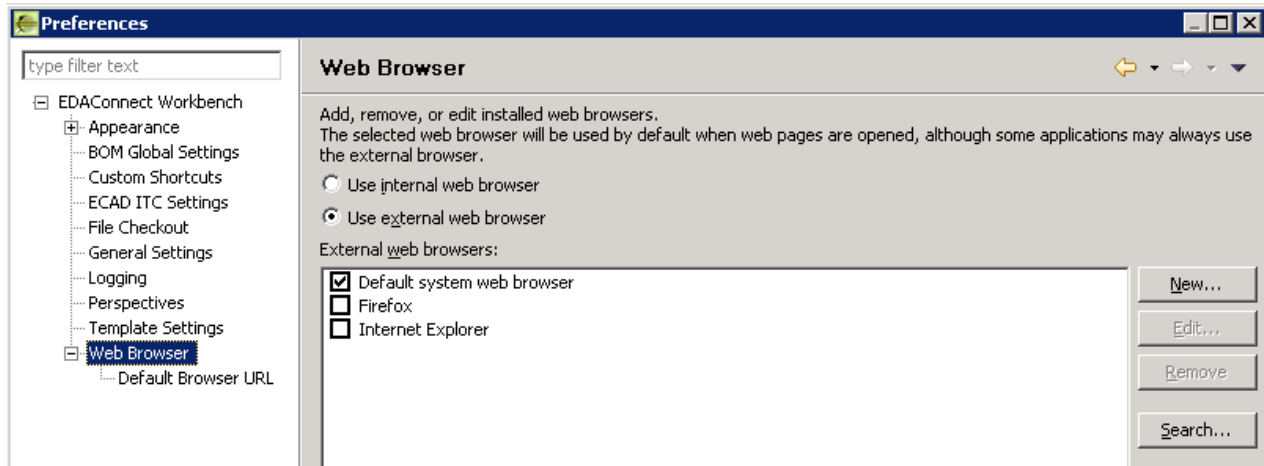 Preferences
type filter text
EDAConnect Workbench
Appearance
BOM Global Settings
Custom Shortcuts
ECAD ITC Settings
File Checkout
General Settings
Logging
Perspectives
Template Settings
Web Browser
Default Browser URL
Web Browser
Add, remove, or edit installed web browsers.
The selected web browser will be used by default when web pages are opened, although some applications may always use
the external browser.
Use internal web browser
Use external web browser
External web browsers:
Default system web browser
Firefox
Internet Explorer
New...
Edit...
Remove
Search...